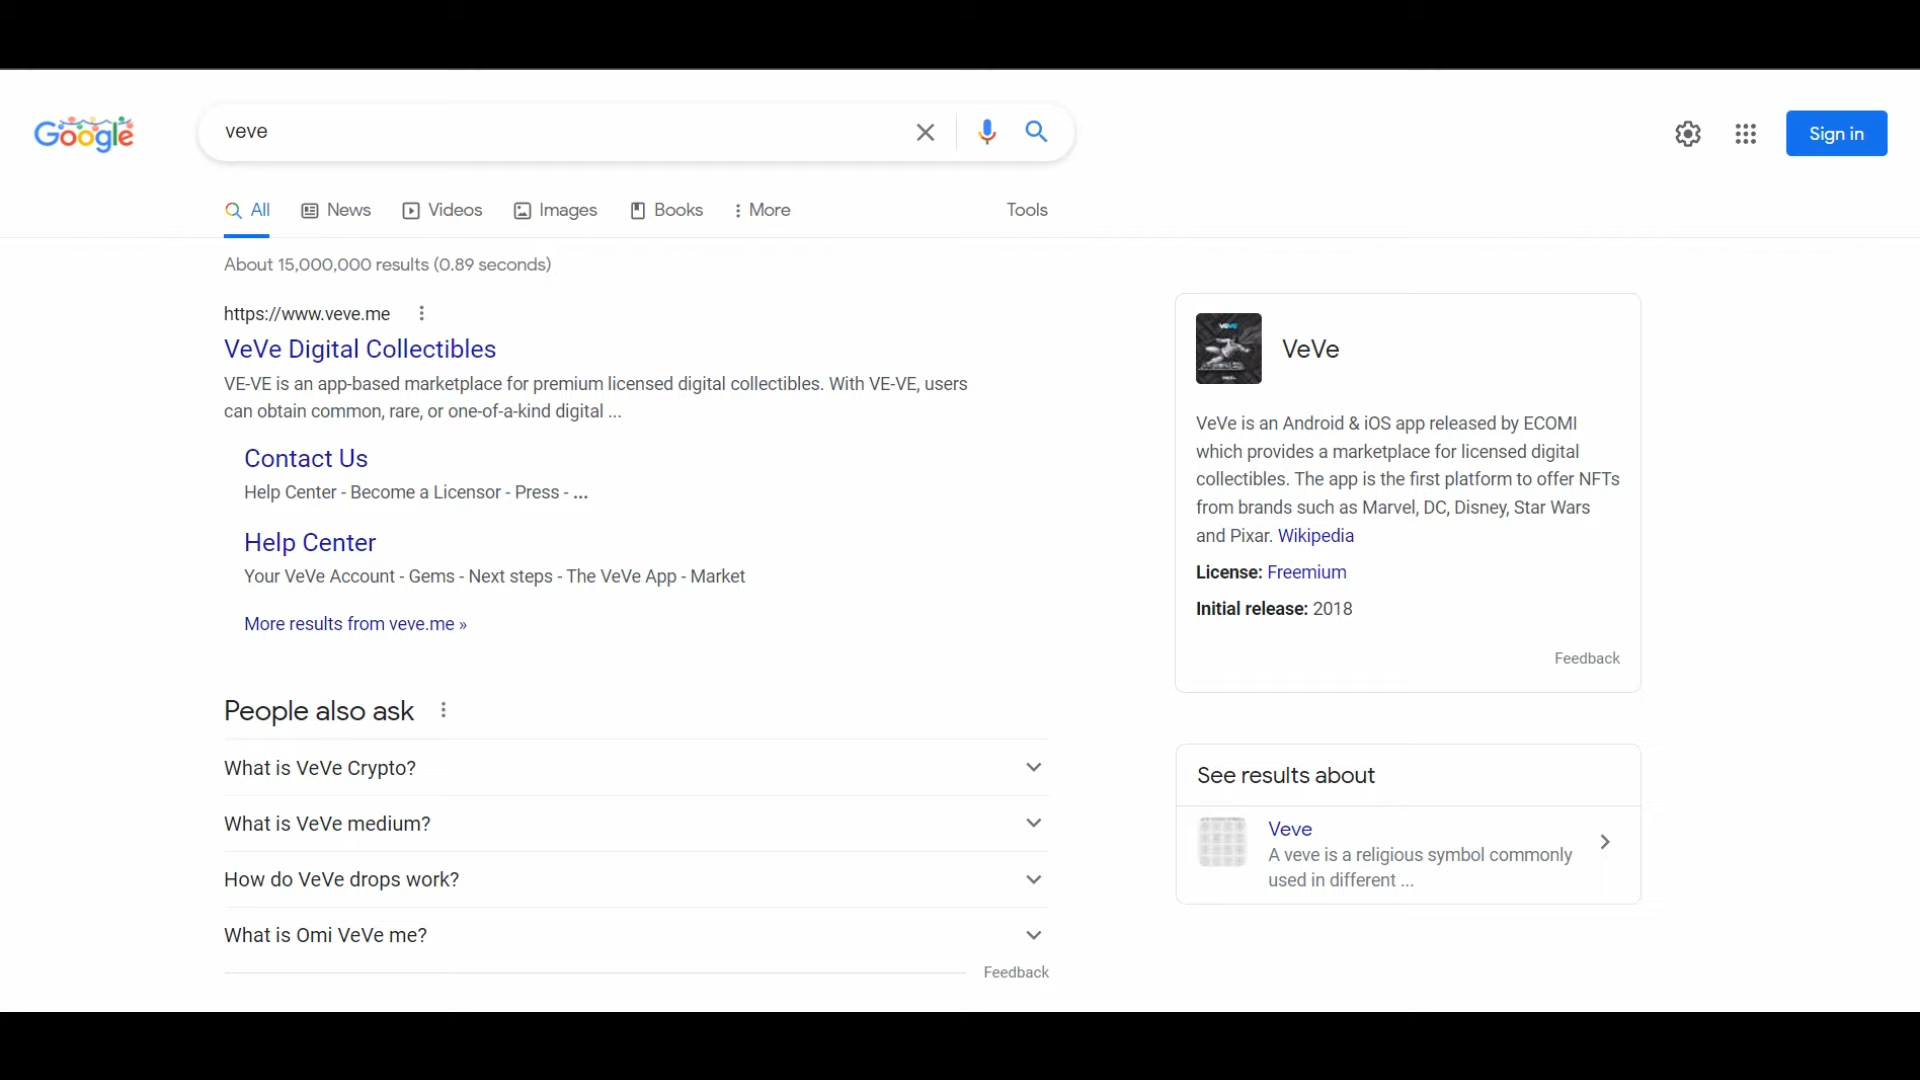 Google
veve
Sign in
All
News
Videos
Images
Books
More
Tools
About 15,000,000 results (0.89 seconds)
https://www.veve.me
VeVe Digital Collectibles
VE-VE is an app-based marketplace for premium licensed digital collectibles. With VE-VE, users
can obtain common, rare, or one-of-a-kind digital ...
Contact Us
Help Center - Become a Licensor - Press - ...
Help Center
Your VeVe Account - Gems - Next steps - The VeVe App - Market
More results from veve.me »
People also ask
What is VeVe Crypto?
What is VeVe medium?
How do VeVe drops work?
What is Omi VeVe me?
Feedback
VeVe
VeVe
VeVe is an Android & iOS app released by ECOMI
which provides a marketplace for licensed digital
collectibles. The app is the first platform to offer NFTs
from brands such as Marvel, DC, Disney, Star Wars
and Pixar. Wikipedia
License: Freemium
Initial release: 2018
Feedback
See results about
Veve
A veve is a religious symbol commonly
used in different ...